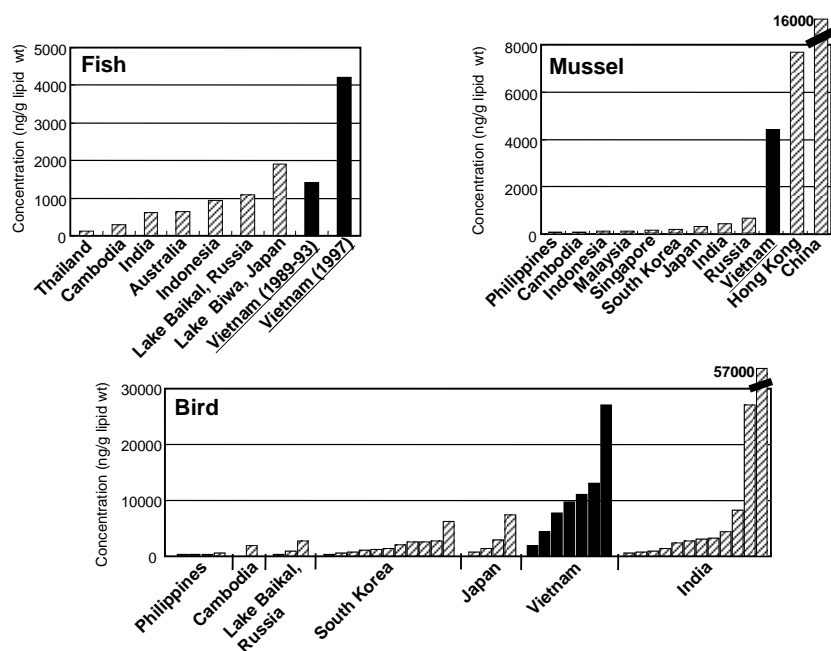 Fish
Concentration (ng/g lipid wt)
5000
4000
3000
2000
1000
0
Thailand
Cambodia
India
Australia
Indonesia
Lake Baikal, Russia
Lake Biwa, Japan
Vietnam (1989-93)
Vietnam (1997)
Mussel
Concentration (ng/g lipid wt)
16000
8000
6000
4000
2000
0
Philippines
Cambodia
Indonesia
Malaysia
Singapore
South Korea
Japan
India
Russia
Vietnam
Hong Kong
China
Bird
Concentration (ng/g lipid wt)
57000
30000
20000
10000
0
Philippines
Cambodia
Lake Baikal,
Russia
South Korea
Japan
Vietnam
India